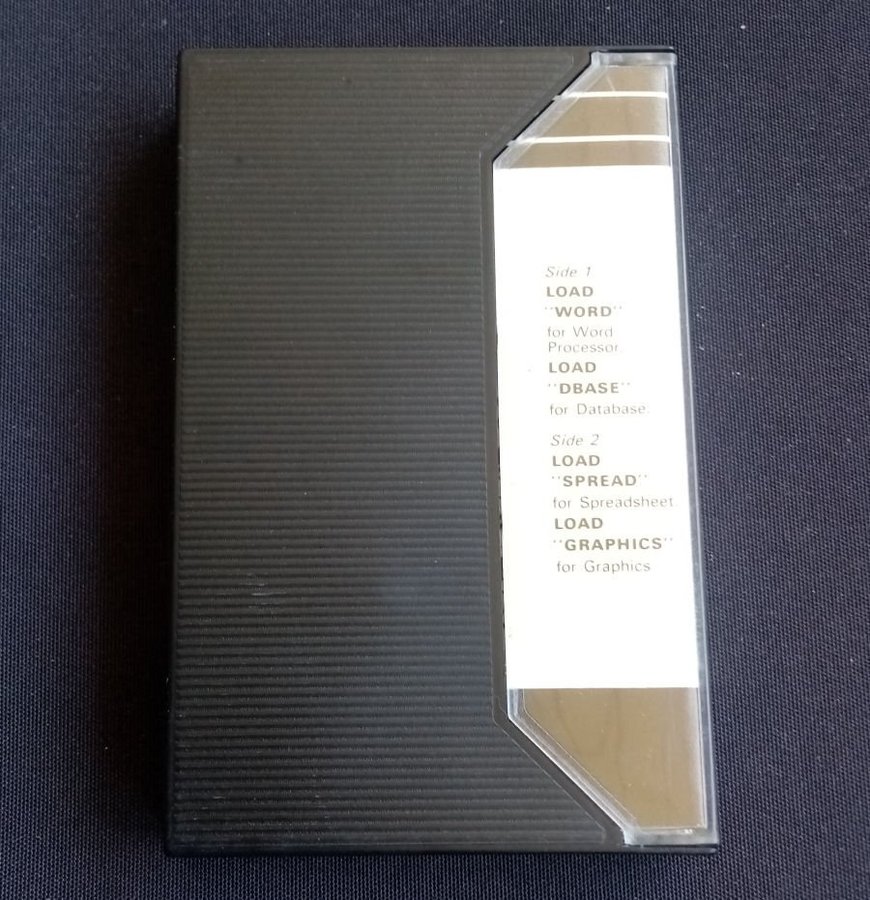 Side 1
LOAD
"WORD"
for Word
Processor
LOAD
"DBASE"
for Database
Side 2
LOAD
"SPREAD"
for Spreadsheet
LOAD
"GRAPHICS"
for Graphics